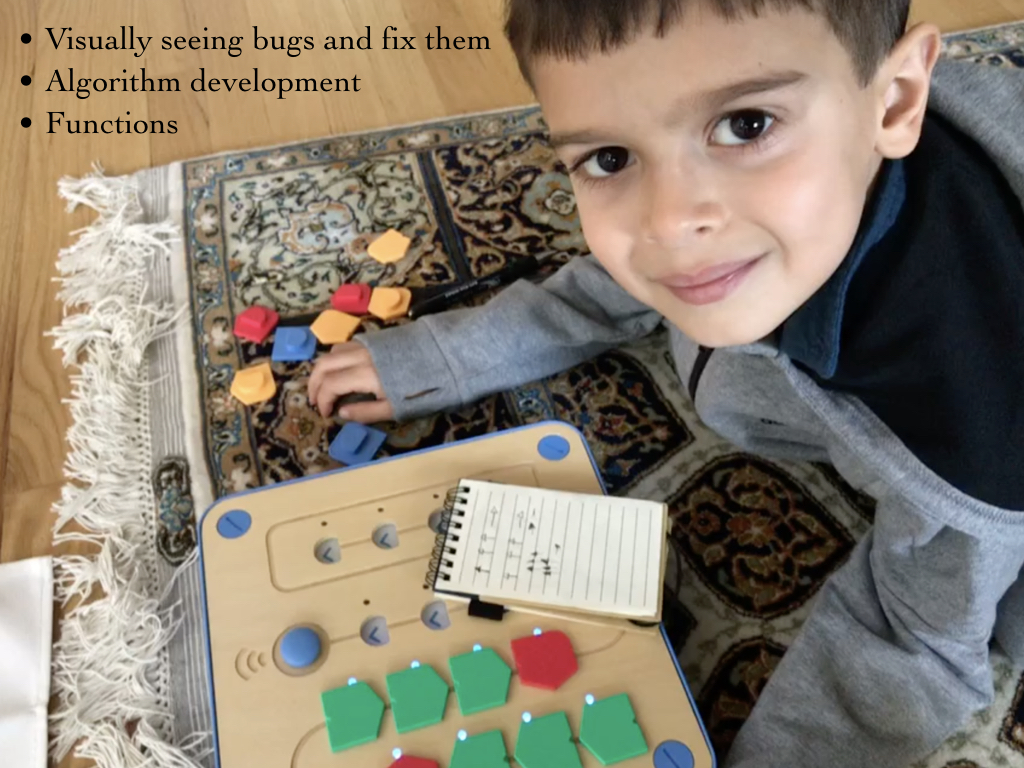 • Visually seeing bugs and fix them
• Algorithm development
• Functions